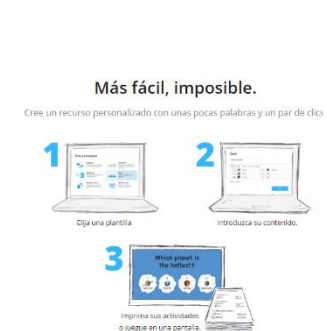 Más fácil, imposible.
Cree un recurso personalizado con unas pocas palabras y un par de clics
1
2
Elija una plantilla
Introduzca su contenido.
3
Which planet is
the hottest?
Imprima sus actividades
o juegue en una pantalla.